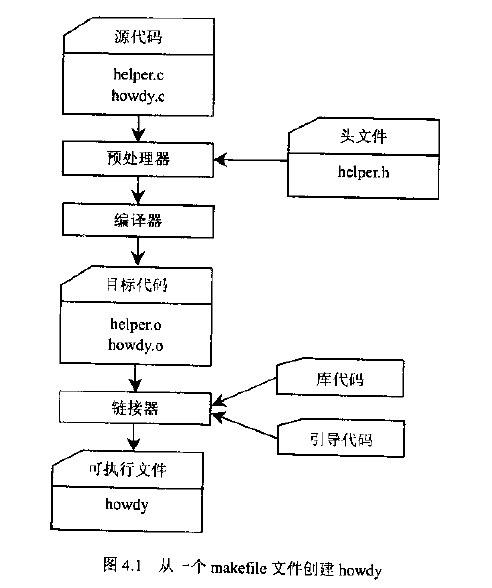 源代码
helper.c
howdy.c
预处理器
头文件
helper.h
编译器
目标代码
helper.o
howdy.o
链接器
库代码
引导代码
可执行文件
howdy
图 4.1 从一个 makefile 文件创建 howdy